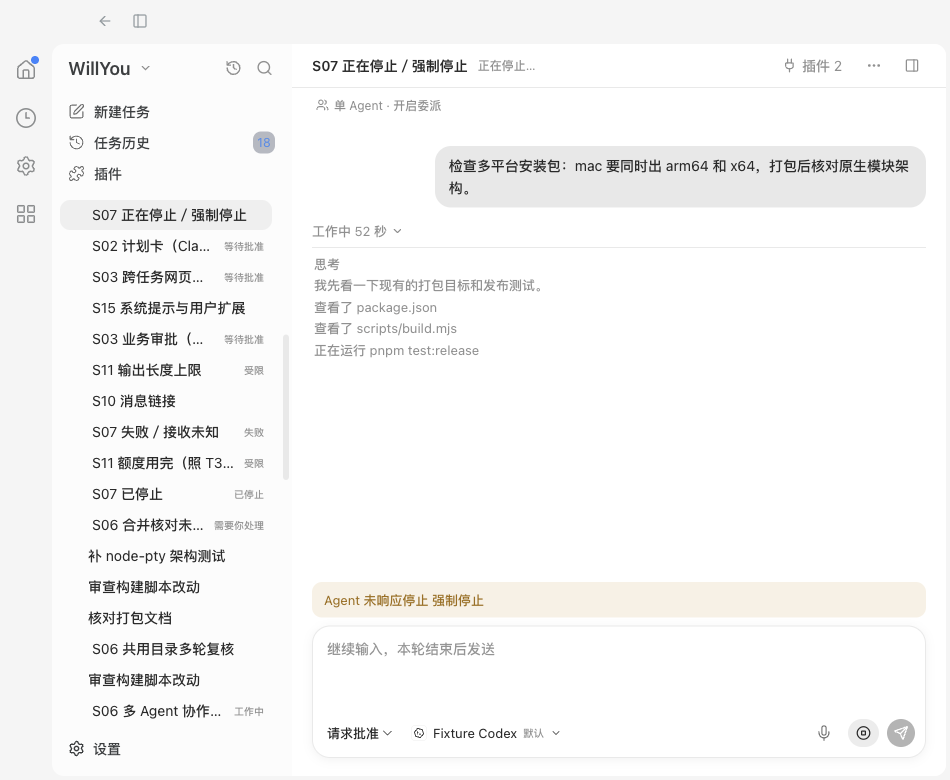 WillYou
新建任务
任务历史 18
插件
S07 正在停止 / 强制停止
S02 计划卡（Cla... 等待批准
S03 跨任务网页... 等待批准
S15 系统提示与用户扩展
S03 业务审批（... 等待批准
S11 输出长度上限 受限
S10 消息链接
S07 失败 / 接收未知 失败
S11 额度用完（照 T3... 受限
S07 已停止 已停止
S06 合并核对未... 需要你处理
补 node-pty 架构测试
审查构建脚本改动
核对打包文档
S06 共用目录多轮复核
审查构建脚本改动
S06 多 Agent 协作... 工作中
设置
S07 正在停止 / 强制停止 正在停止... 插件 2
单 Agent · 开启委派
检查多平台安装包：mac 要同时出 arm64 和 x64，打包后核对原生模块架
构。
工作中 52 秒
思考
我先看一下现有的打包目标和发布测试。
查看了 package.json
查看了 scripts/build.mjs
正在运行 pnpm test:release
Agent 未响应停止 强制停止
继续输入，本轮结束后发送
请求批准 Fixture Codex 默认